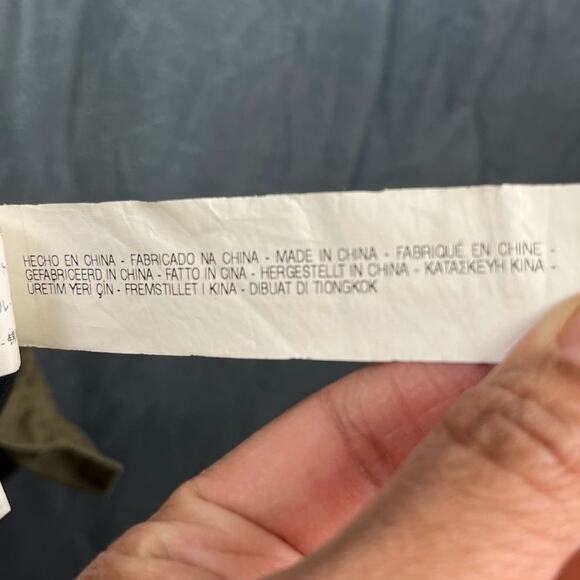 HECHO EN CHINA - FABRICADO NA CHINA - MADE IN CHINA - FABRIQUÉ EN CHINE -
GEFABRICEERD IN CHINA - FATTO IN CINA - HERGESTELLT IN CHINA - ΚΑΤΑΣΚΕΥΗ ΚΙΝΑ -
ÜRETİM YERİ ÇİN - FREMSTILLET I KINA - DIBUAT DI TIONGKOK